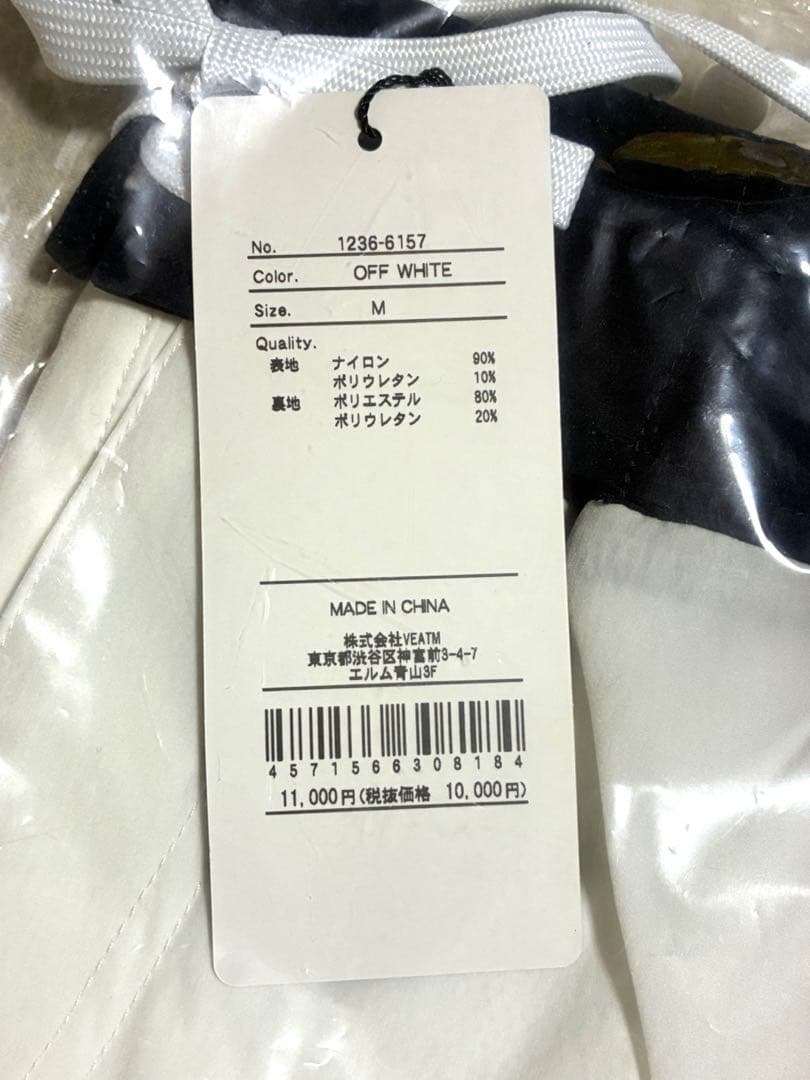 No. 1236-6157
Color. OFF WHITE
Size. M
Quality.
表地 ナイロン 90%
ポリウレタン 10%
裏地 ポリエステル 80%
ポリウレタン 20%
MADE IN CHINA
株式会社VEATM
東京都渋谷区神宮前3-4-7
エルム青山3F
4571566308184
11,000円(税抜価格 10,000円)